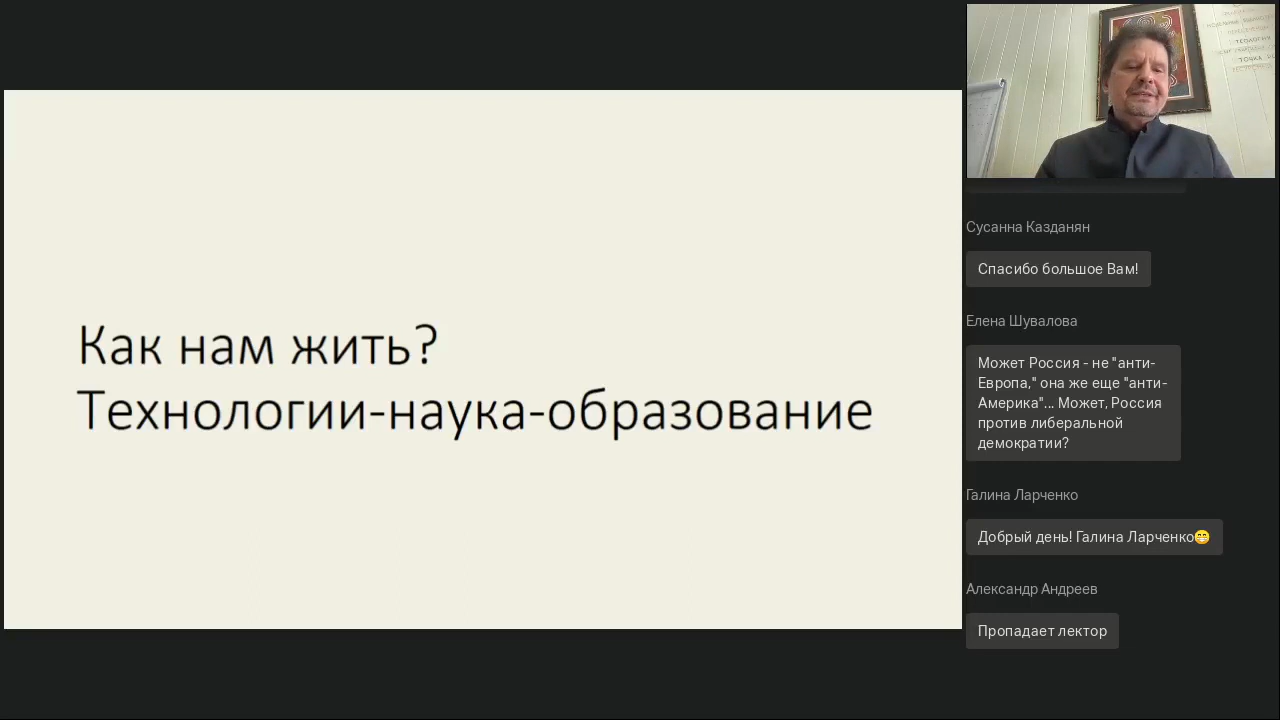 Как нам жить?
Технологии-наука-образование
ТЕОЛОГИИ
ТОЧКА
Сусанна Казданян
Спасибо большое Вам!
Елена Шувалова
Может Россия - не "анти-
Европа," она же еще "анти-
Америка"... Может, Россия
против либеральной
демократии?
Галина Ларченко
Добрый день! Галина Ларченко😁
Александр Андреев
Пропадает лектор